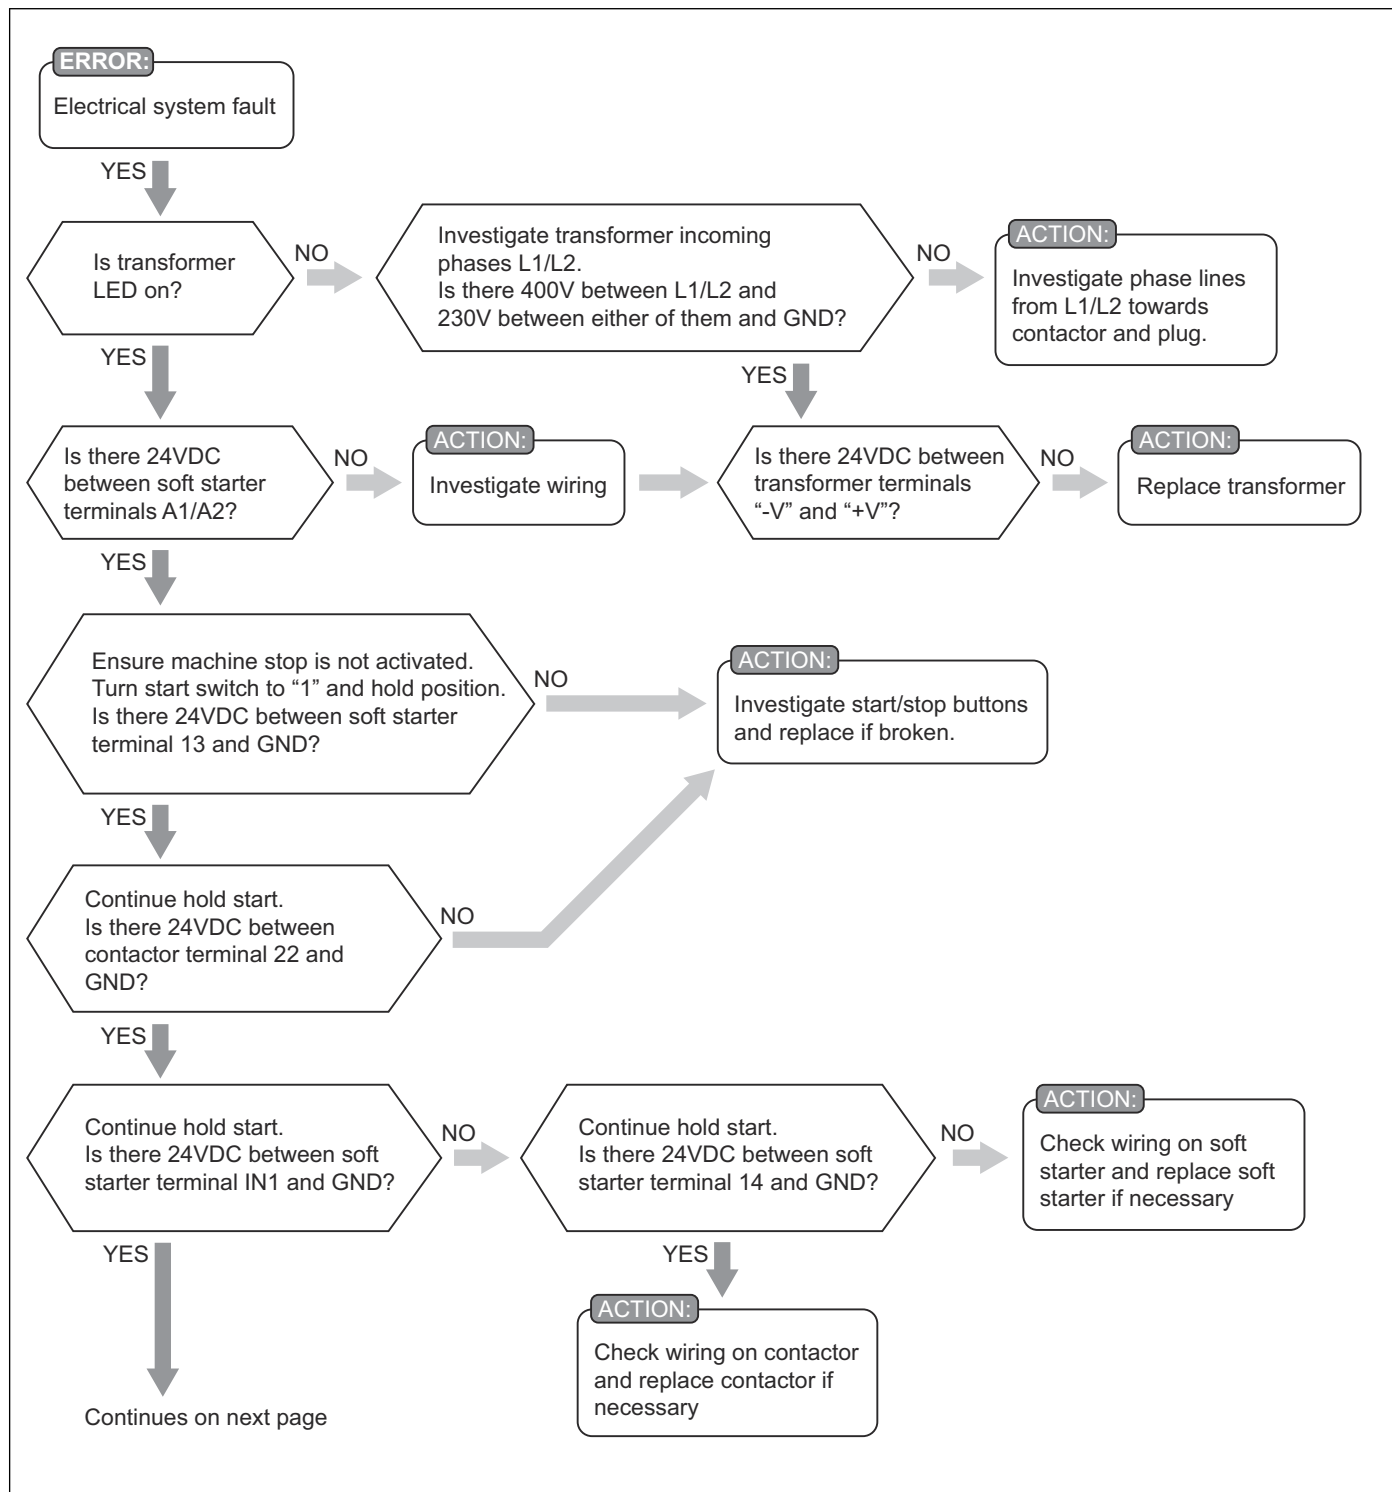 ERROR:
Electrical system fault
YES
Is transformer
LED on?
NO
Investigate transformer incoming
phases L1/L2.
Is there 400V between L1/L2 and
230V between either of them and GND?
NO
ACTION:
Investigate phase lines
from L1/L2 towards
contactor and plug.
YES
YES
Is there 24VDC
between soft starter
terminals A1/A2?
NO
ACTION:
Investigate wiring
Is there 24VDC between
transformer terminals
“-V” and “+V”?
NO
ACTION:
Replace transformer
YES
Ensure machine stop is not activated.
Turn start switch to “1” and hold position.
Is there 24VDC between soft starter
terminal 13 and GND?
NO
ACTION:
Investigate start/stop buttons
and replace if broken.
YES
Continue hold start.
Is there 24VDC between
contactor terminal 22 and
GND?
NO
YES
Continue hold start.
Is there 24VDC between soft
starter terminal IN1 and GND?
NO
Continue hold start.
Is there 24VDC between soft
starter terminal 14 and GND?
NO
ACTION:
Check wiring on soft
starter and replace soft
starter if necessary
YES
YES
ACTION:
Check wiring on contactor
and replace contactor if
necessary
Continues on next page